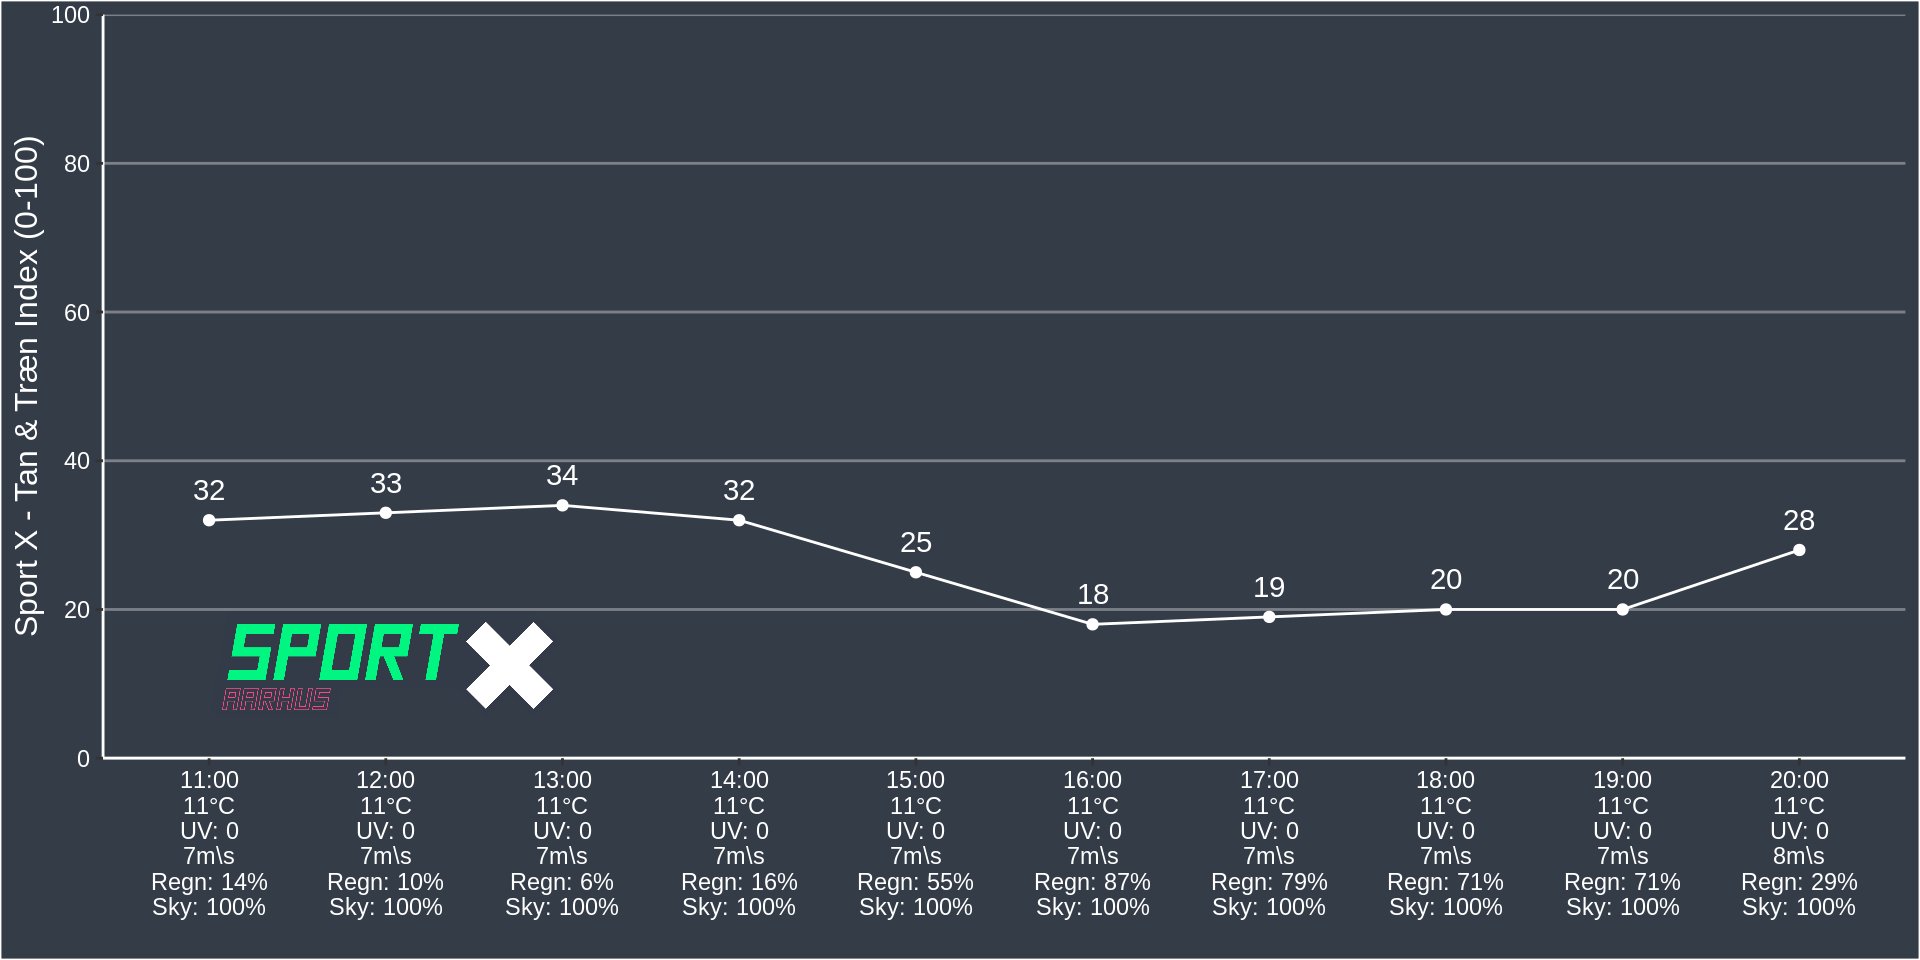 Sport X - Tan & Træn Index (0-100)
100
80
60
40
20
0
32
33
34
32
25
18
19
20
20
28
SPORT X
AARHUS
11:00 12:00 13:00 14:00 15:00 16:00 17:00 18:00 19:00 20:00
11°C 11°C 11°C 11°C 11°C 11°C 11°C 11°C 11°C 11°C
UV: 0 UV: 0 UV: 0 UV: 0 UV: 0 UV: 0 UV: 0 UV: 0 UV: 0 UV: 0
7m\s 7m\s 7m\s 7m\s 7m\s 7m\s 7m\s 7m\s 7m\s 8m\s
Regn: 14% Regn: 10% Regn: 6% Regn: 16% Regn: 55% Regn: 87% Regn: 79% Regn: 71% Regn: 71% Regn: 29%
Sky: 100% Sky: 100% Sky: 100% Sky: 100% Sky: 100% Sky: 100% Sky: 100% Sky: 100% Sky: 100% Sky: 100%